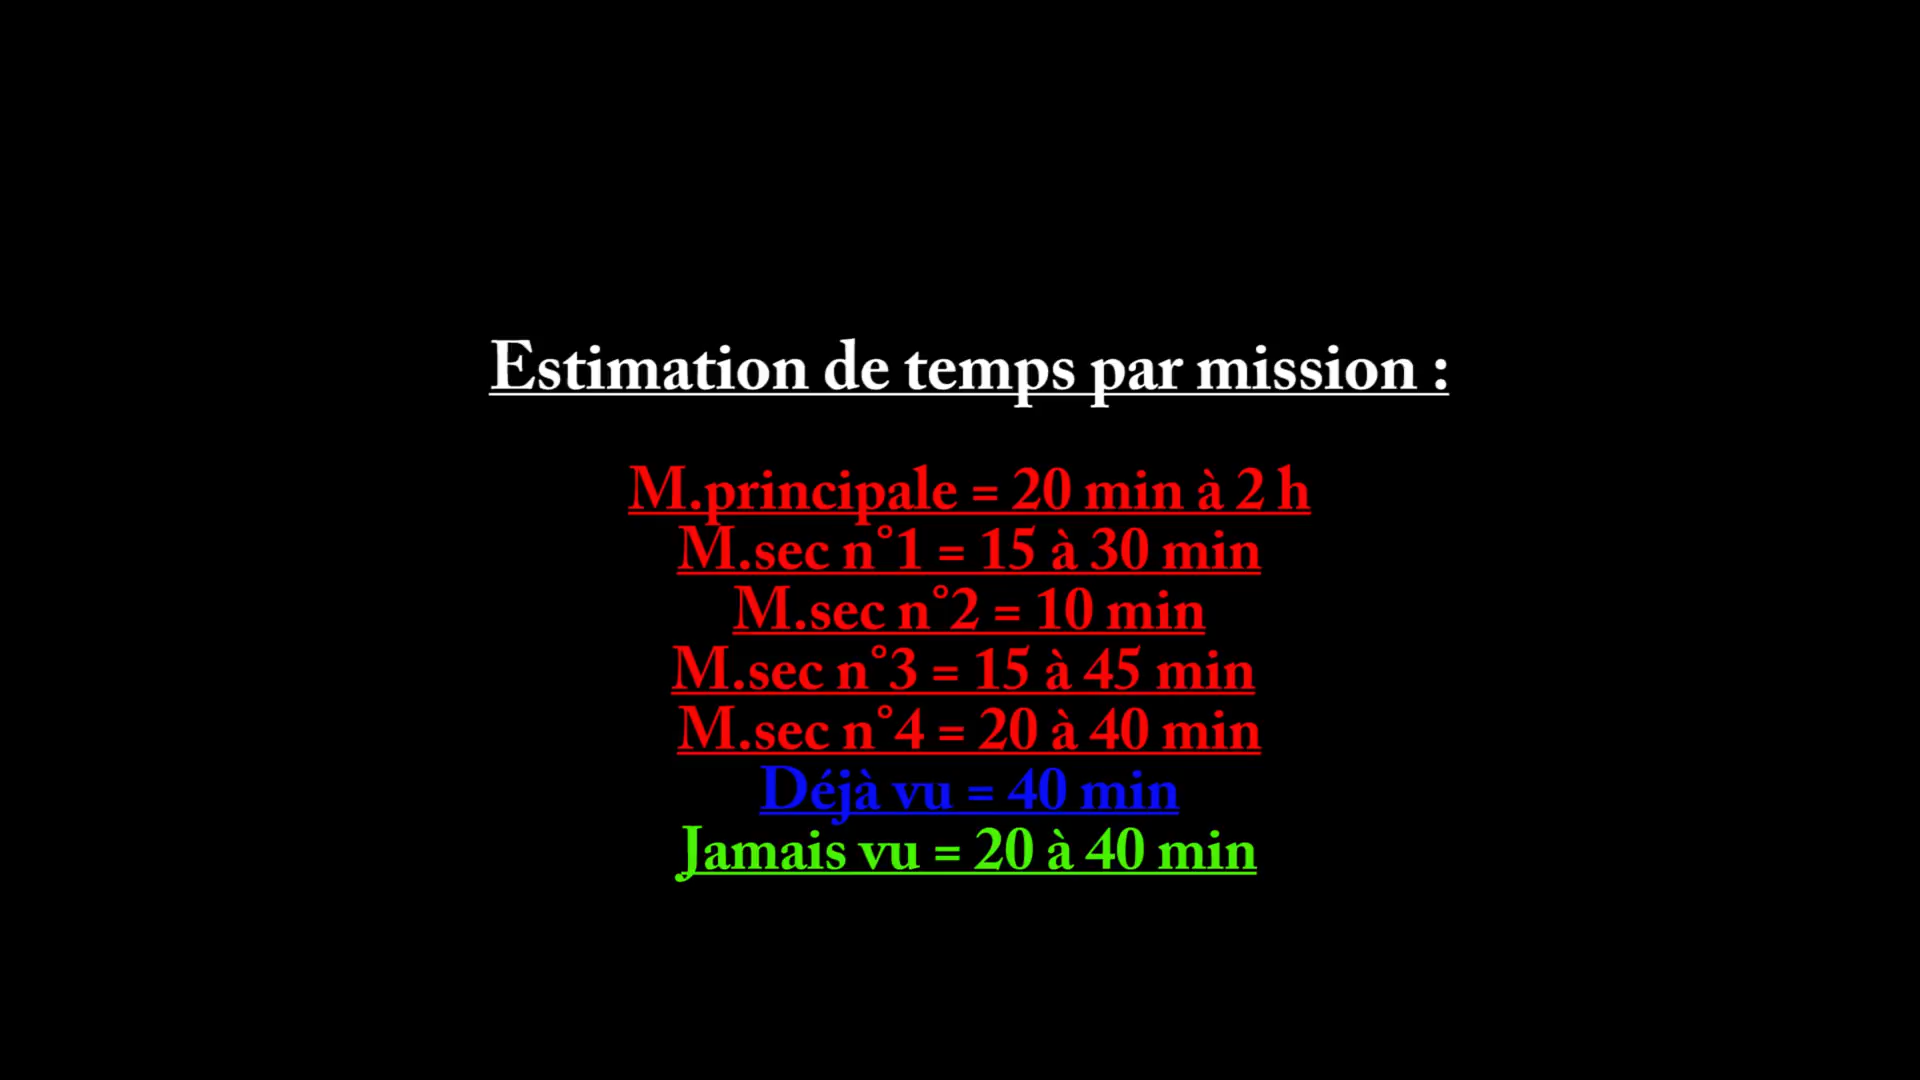 Estimation de temps par mission :
M.principale = 20 min à 2 h
M.sec n°1 = 15 à 30 min
M.sec n°2 = 10 min
M.sec n°3 = 15 à 45 min
M.sec n°4 = 20 à 40 min
Déjà vu = 40 min
Jamais vu = 20 à 40 min